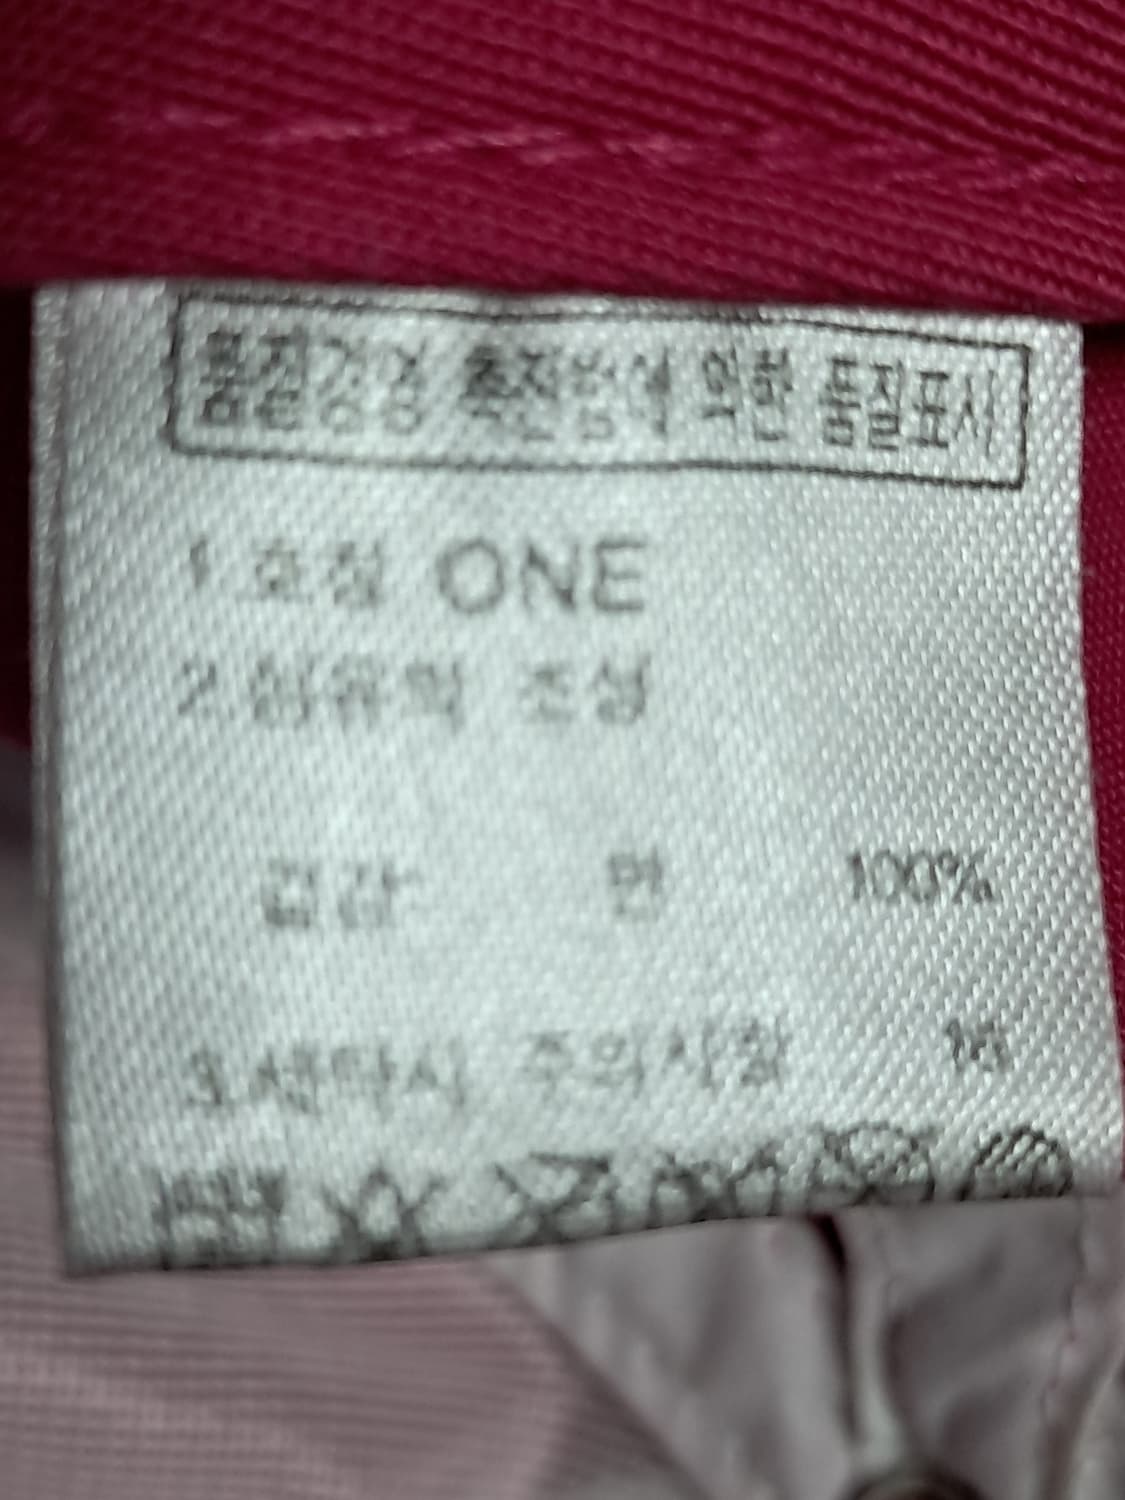 품질경영 촉진법에 의한 품질표시
1 호칭 ONE
2.섬유의 조성
겉감 면 100%
3.세탁시 주의사항 16